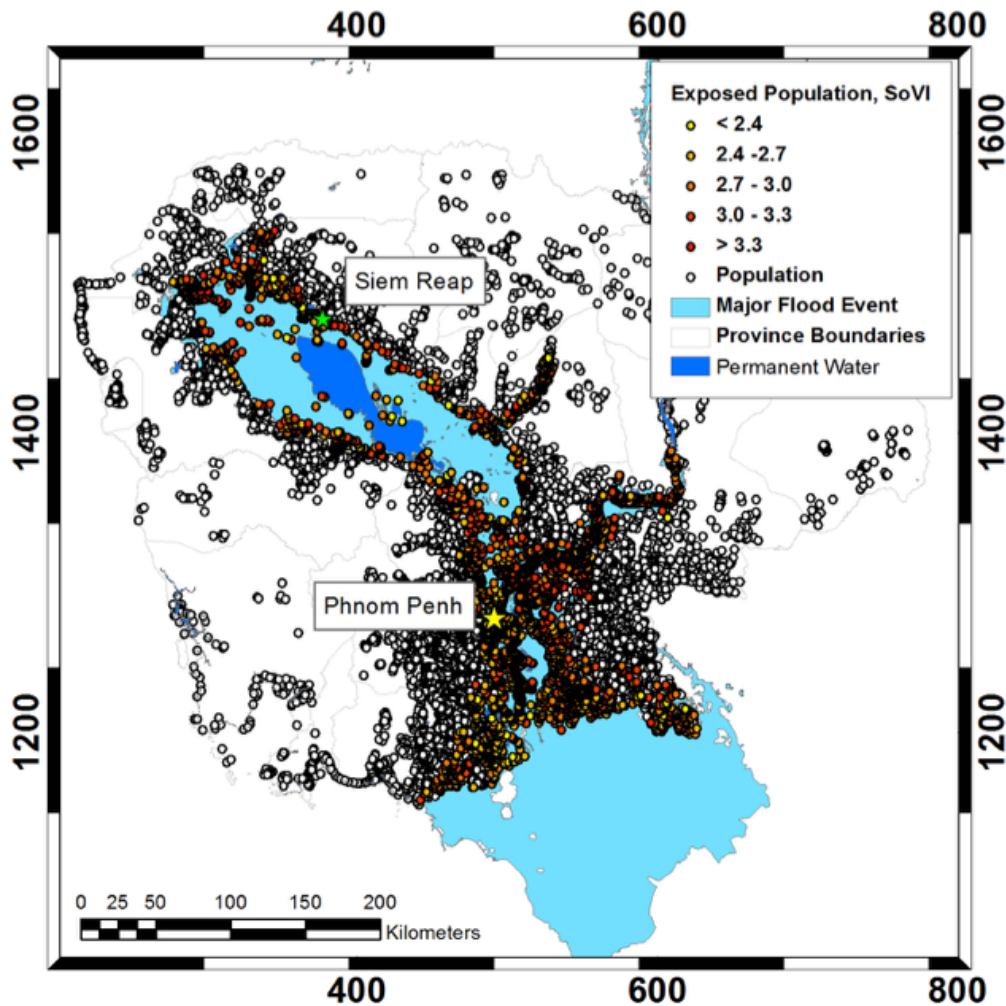 400 600 800
1600
1600
Exposed Population, SoVI
< 2.4
2.4 -2.7
2.7 - 3.0
3.0 - 3.3
> 3.3
Population
Major Flood Event
Province Boundaries
Permanent Water
Siem Reap
1400
1400
Phnom Penh
1200
1200
0 25 50 100 150 200
Kilometers
400 600 800